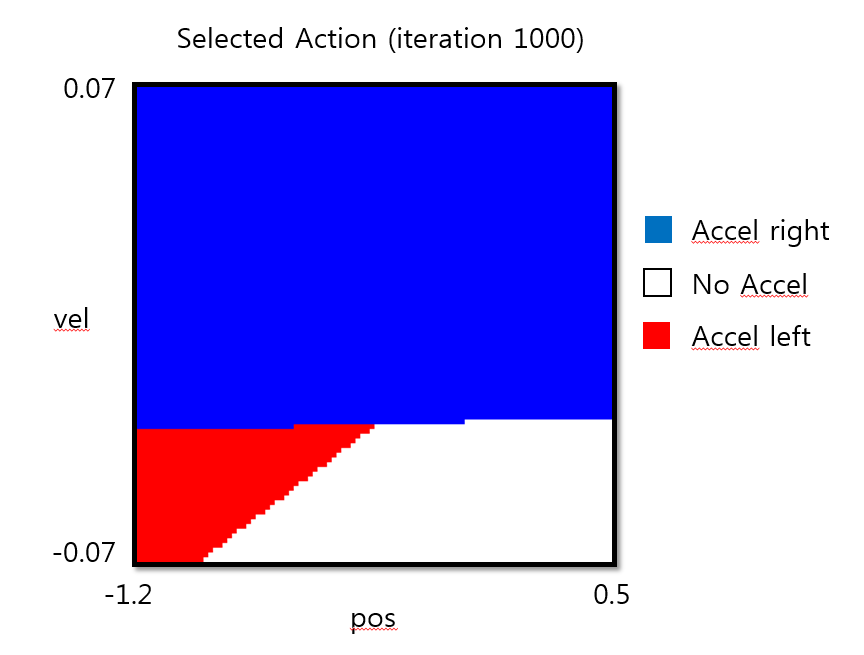 Selected Action (iteration 1000)
0.07
Accel right
No Accel
vel
Accel left
-0.07
-1.2
0.5
pos